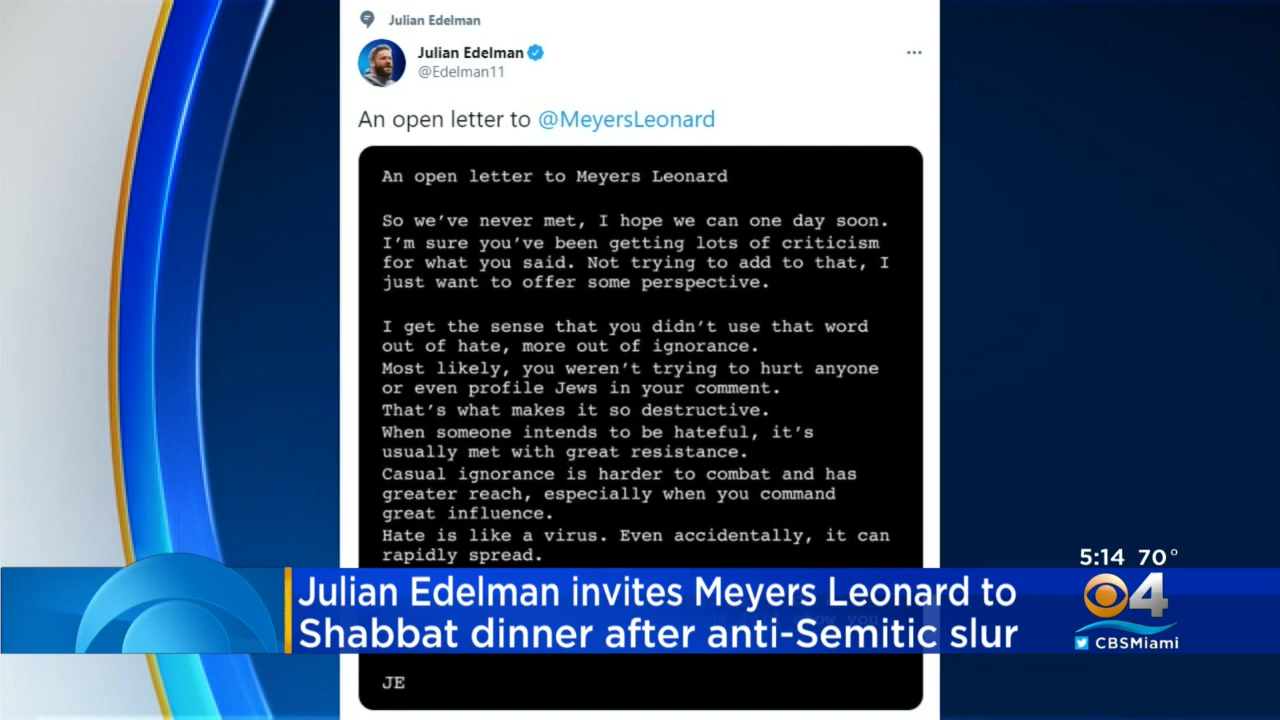 Julian Edelman
Julian Edelman
@Edelman11
An open letter to @MeyersLeonard
An open letter to Meyers Leonard
So we’ve never met, I hope we can one day soon.
I’m sure you’ve been getting lots of criticism
for what you said. Not trying to add to that, I
just want to offer some perspective.
I get the sense that you didn’t use that word
out of hate, more out of ignorance.
Most likely, you weren’t trying to hurt anyone
or even profile Jews in your comment.
That’s what makes it so destructive.
When someone intends to be hateful, it’s
usually met with great resistance.
Casual ignorance is harder to combat and has
greater reach, especially when you command
great influence.
Hate is like a virus. Even accidentally, it can
rapidly spread.
5:14 70°
Julian Edelman invites Meyers Leonard to
Shabbat dinner after anti-Semitic slur
4
CBSMiami
JE